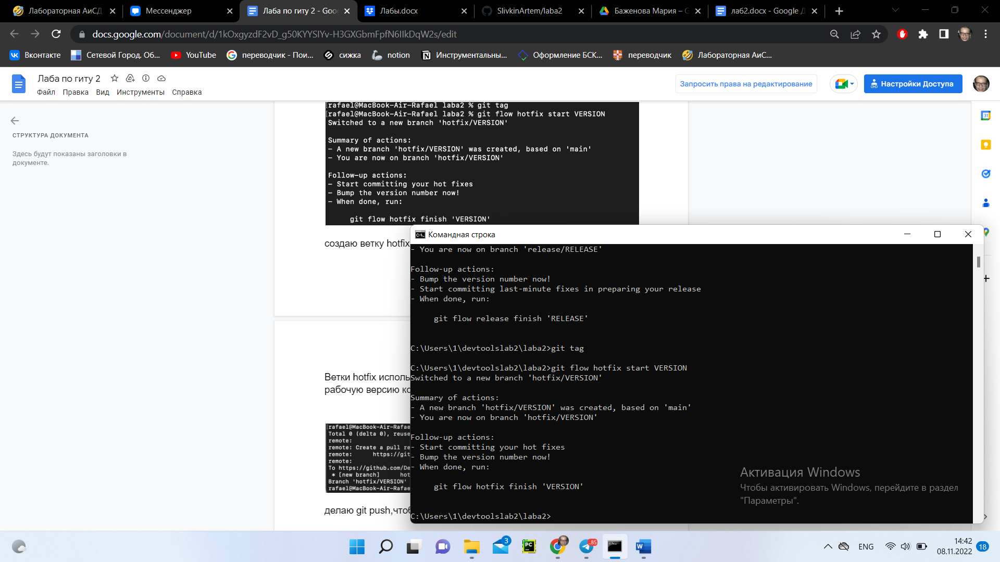 Лабораторная АиСД
Мессенджер
Лаба по гиту 2 - Goo
Лабы.docx
SlivkinArtem/laba2
Баженова Мария – G
лаб2.docx - Google Д
docs.google.com/document/d/1kOxgyzdF2vD_g50KYYSIYv-H3GXGbmFpfN6IIkDqW2s/edit
Вконтакте
Сетевой Город. Об...
YouTube
переводчик - Пои...
сижка
notion
Инструментальны...
Оформление БСК...
переводчик
Лабораторная АиС...
Лаба по гиту 2
Файл Правка Вид Инструменты Справка
Запросить права на редактирование
Настройки Доступа
СТРУКТУРА ДОКУМЕНТА
Здесь будут показаны заголовки в
документе.
[rafael@MacBook-Air-Rafael laba2 % git tag
[rafael@MacBook-Air-Rafael laba2 % git flow hotfix start VERSION
Switched to a new branch 'hotfix/VERSION'
Summary of actions:
- A new branch 'hotfix/VERSION' was created, based on 'main'
- You are now on branch 'hotfix/VERSION'
Follow-up actions:
- Start committing your hot fixes
- Bump the version number now!
- When done, run:
git flow hotfix finish 'VERSION'
создаю ветку hotfix
Ветки hotfix исполь
рабочую версию ко
[rafael@MacBook-Air-Rafae
Total 0 (delta 0), reuse
remote:
remote: Create a pull re
remote: https://git
remote:
To https://github.com/De
* [new branch] hot
Branch 'hotfix/VERSION'
rafael@MacBook-Air-Rafae
делаю git push,чтоб
Командная строка
- You are now on branch 'release/RELEASE'
Follow-up actions:
- Bump the version number now!
- Start committing last-minute fixes in preparing your release
- When done, run:
git flow release finish 'RELEASE'
C:\Users\1\devtoolslab2\laba2>git tag
C:\Users\1\devtoolslab2\laba2>git flow hotfix start VERSION
Switched to a new branch 'hotfix/VERSION'
Summary of actions:
- A new branch 'hotfix/VERSION' was created, based on 'main'
- You are now on branch 'hotfix/VERSION'
Follow-up actions:
- Start committing your hot fixes
- Bump the version number now!
- When done, run:
git flow hotfix finish 'VERSION'
C:\Users\1\devtoolslab2\laba2>
Активация Windows
Чтобы активировать Windows, перейдите в раздел
"Параметры".
3
85
ENG
14:42
08.11.2022
18